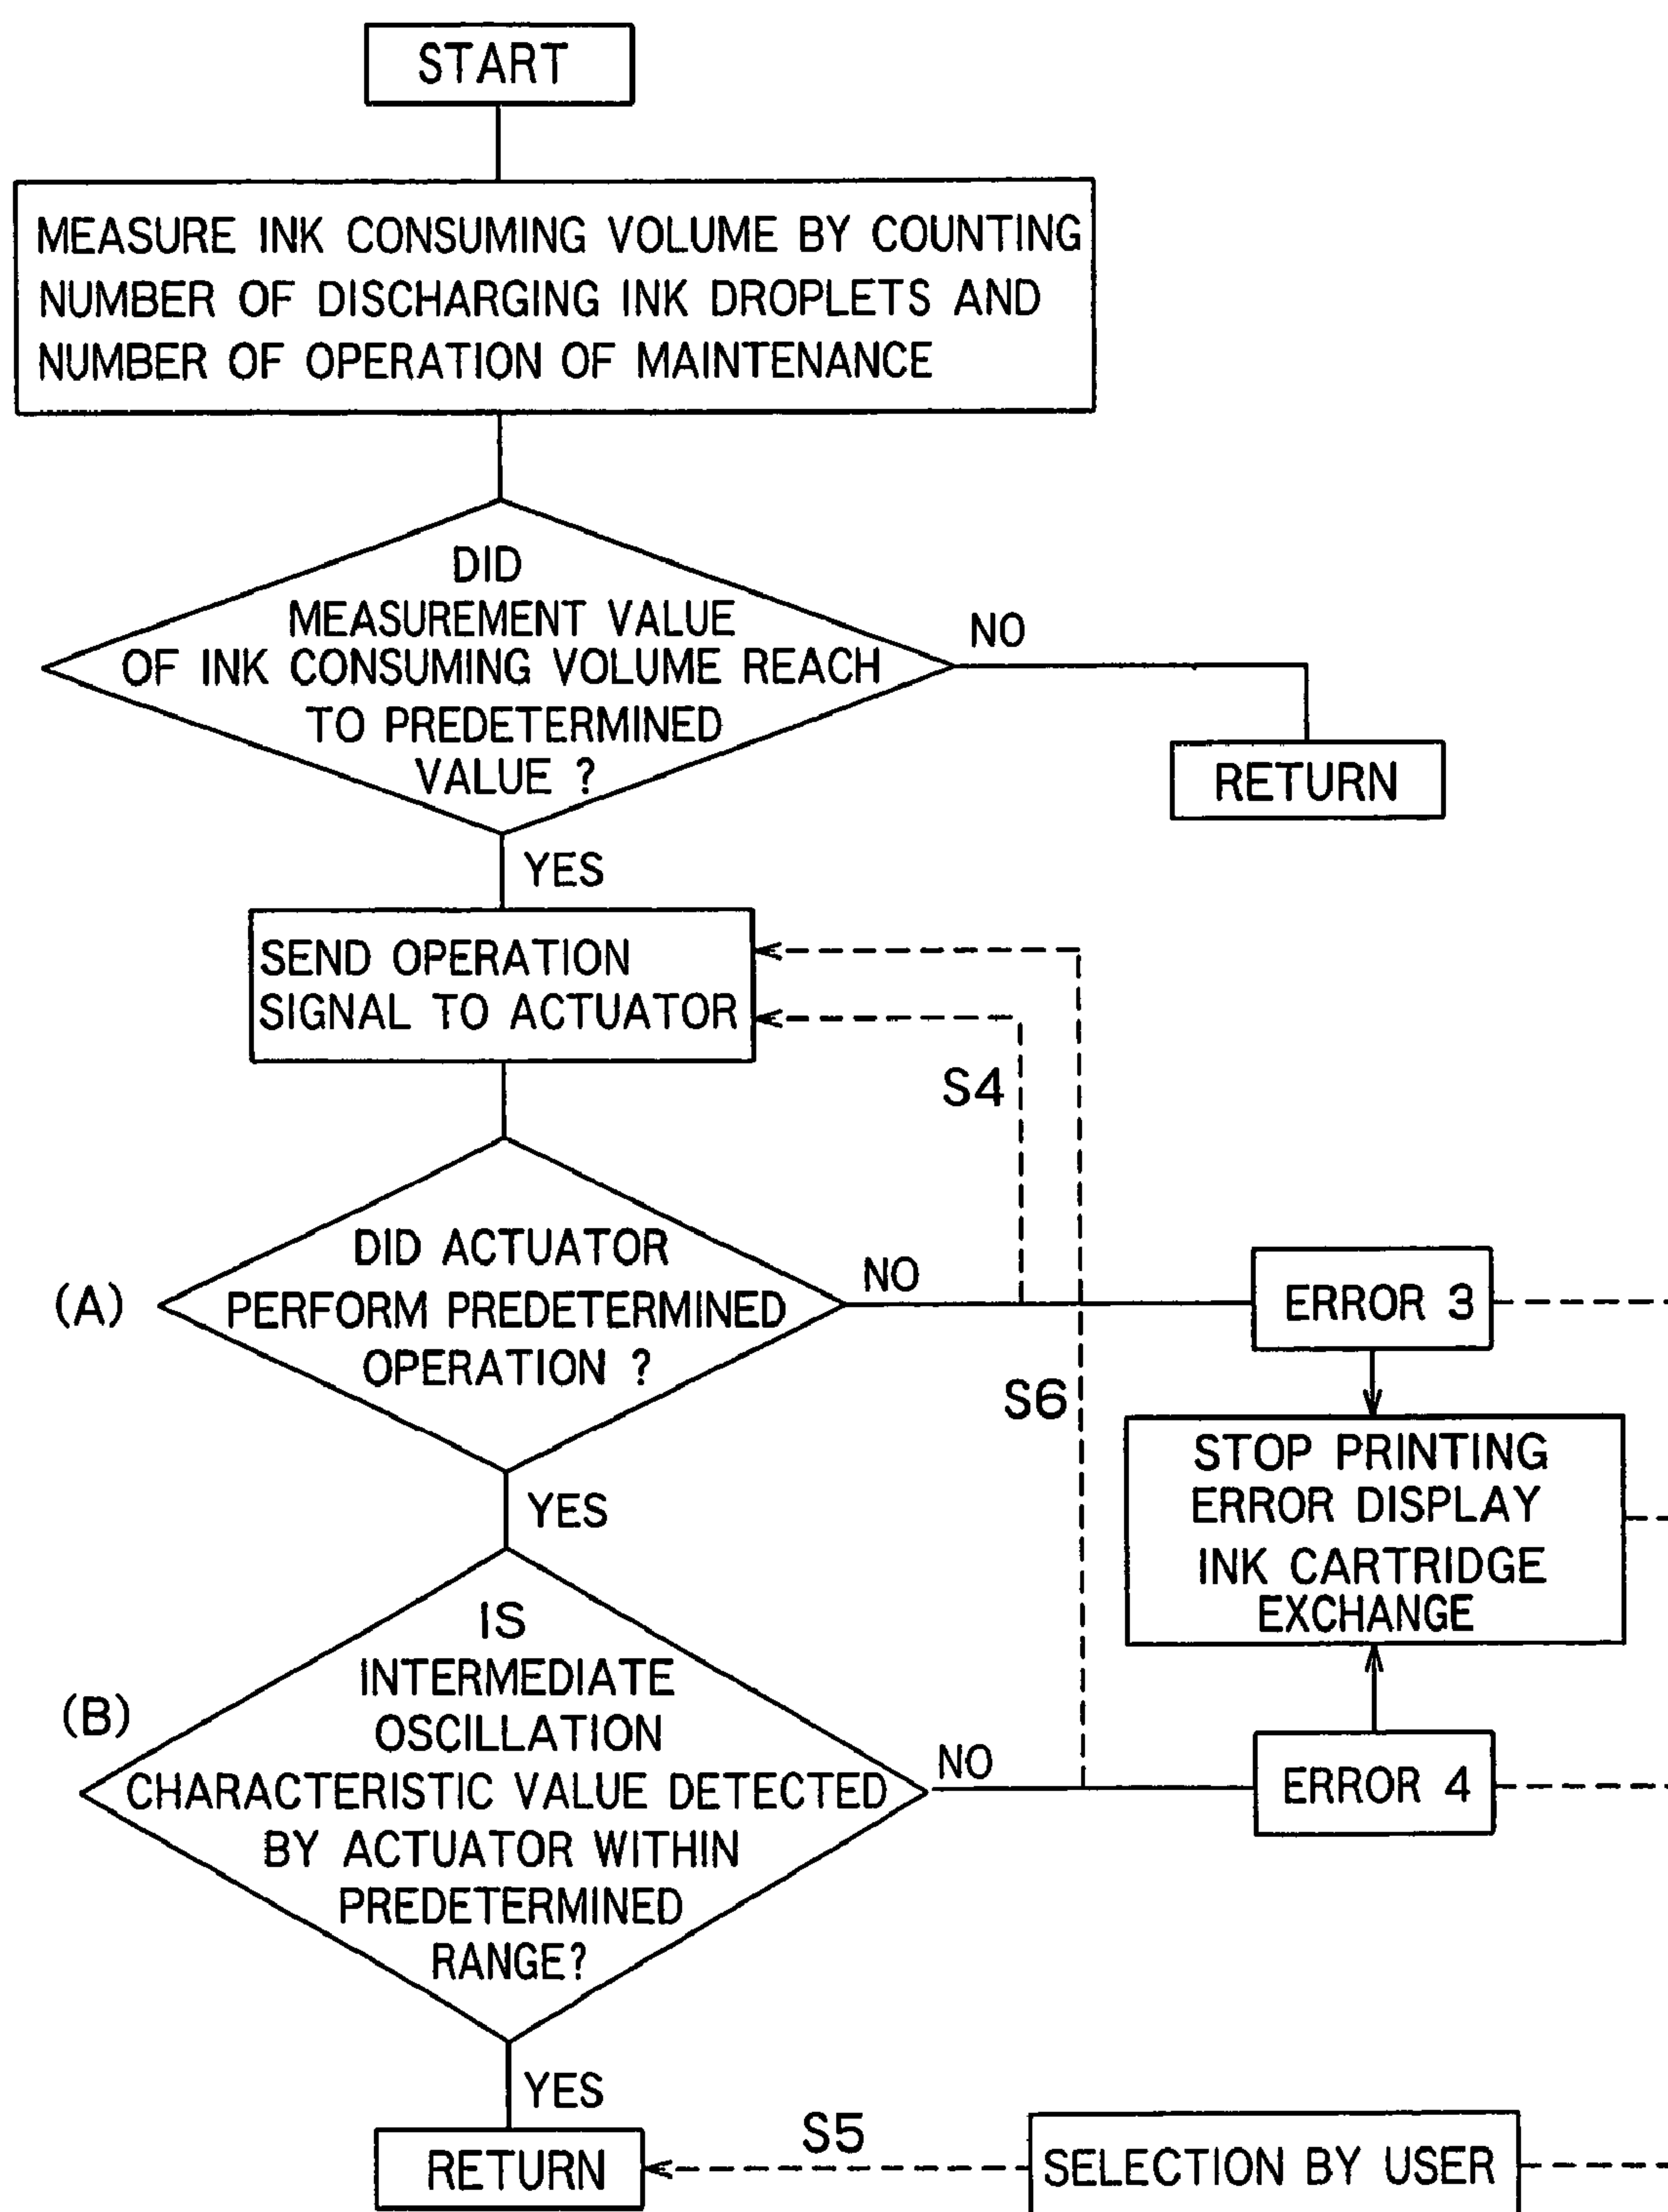 START
MEASURE INK CONSUMING VOLUME BY COUNTING
NUMBER OF DISCHARGING INK DROPLETS AND
NUMBER OF OPERATION OF MAINTENANCE
DID
MEASUREMENT VALUE
OF INK CONSUMING VOLUME REACH
TO PREDETERMINED
VALUE ?
NO
RETURN
YES
SEND OPERATION
SIGNAL TO ACTUATOR
S4
(A)
DID ACTUATOR
PERFORM PREDETERMINED
OPERATION ?
NO
ERROR 3
S6
STOP PRINTING
ERROR DISPLAY
INK CARTRIDGE
EXCHANGE
YES
(B)
IS
INTERMEDIATE
OSCILLATION
CHARACTERISTIC VALUE DETECTED
BY ACTUATOR WITHIN
PREDETERMINED
RANGE?
NO
ERROR 4
YES
RETURN
S5
SELECTION BY USER